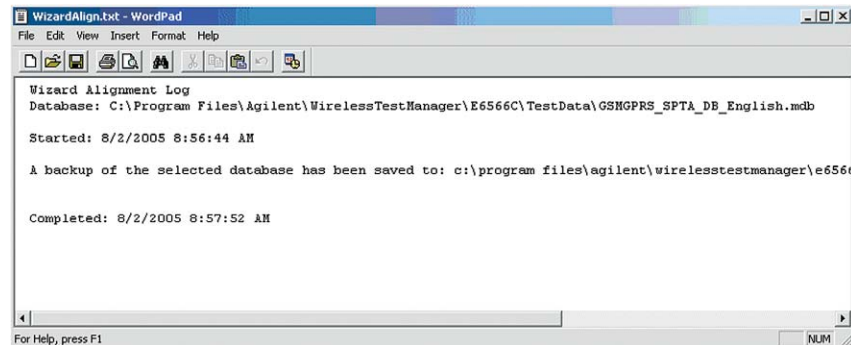 WizardAlign.txt - WordPad
File Edit View Insert Format Help
Wizard Alignment Log
Database: C:\Program Files\Agilent\WirelessTestManager\E6566C\TestData\GSMGPRS_SPTA_DB_English.mdb
Started: 8/2/2005 8:56:44 AM
A backup of the selected database has been saved to: c:\program files\agilent\wirelesstestmanager\e656
Completed: 8/2/2005 8:57:52 AM
For Help, press F1
NUM